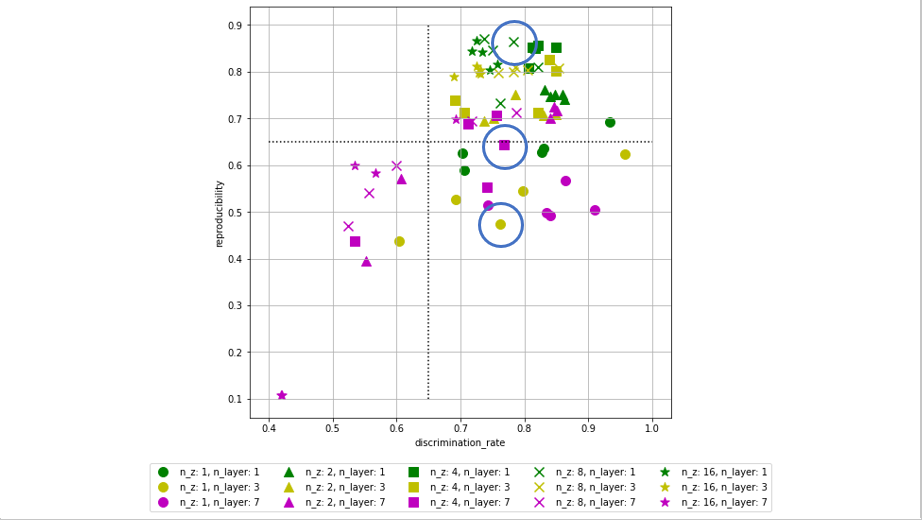 0.9
0.8
0.7
0.6
0.5
0.4
0.3
0.2
0.1
reproducibility
0.4 0.5 0.6 0.7 0.8 0.9 1.0
discrimination_rate
n_z: 1, n_layer: 1 n_z: 2, n_layer: 1 n_z: 4, n_layer: 1 n_z: 8, n_layer: 1 n_z: 16, n_layer: 1
n_z: 1, n_layer: 3 n_z: 2, n_layer: 3 n_z: 4, n_layer: 3 n_z: 8, n_layer: 3 n_z: 16, n_layer: 3
n_z: 1, n_layer: 7 n_z: 2, n_layer: 7 n_z: 4, n_layer: 7 n_z: 8, n_layer: 7 n_z: 16, n_layer: 7